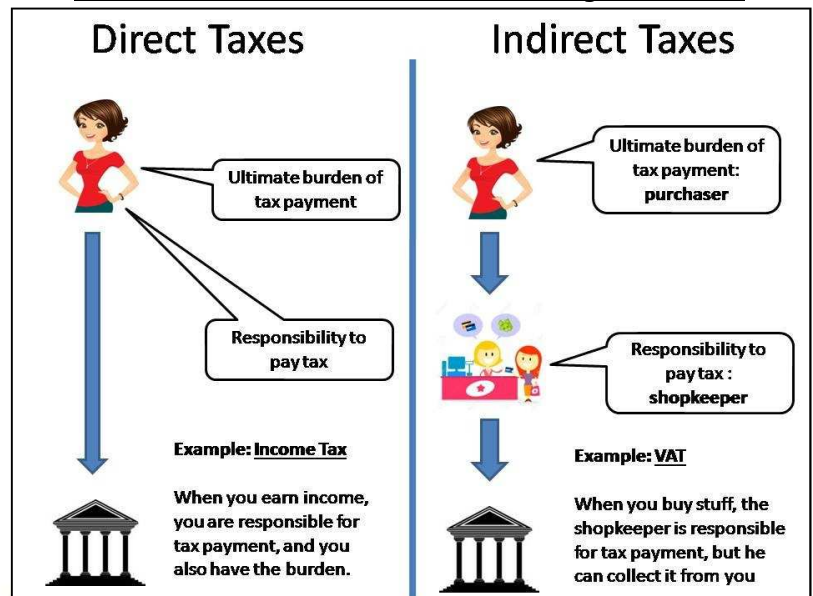 Direct Taxes
Ultimate burden of
tax payment
Responsibility to
pay tax
Example: Income Tax
When you earn income,
you are responsible for
tax payment, and you
also have the burden.
Indirect Taxes
Ultimate burden of
tax payment:
purchaser
Responsibility to
pay tax :
shopkeeper
Example: VAT
When you buy stuff, the
shopkeeper is responsible
for tax payment, but he
can collect it from you